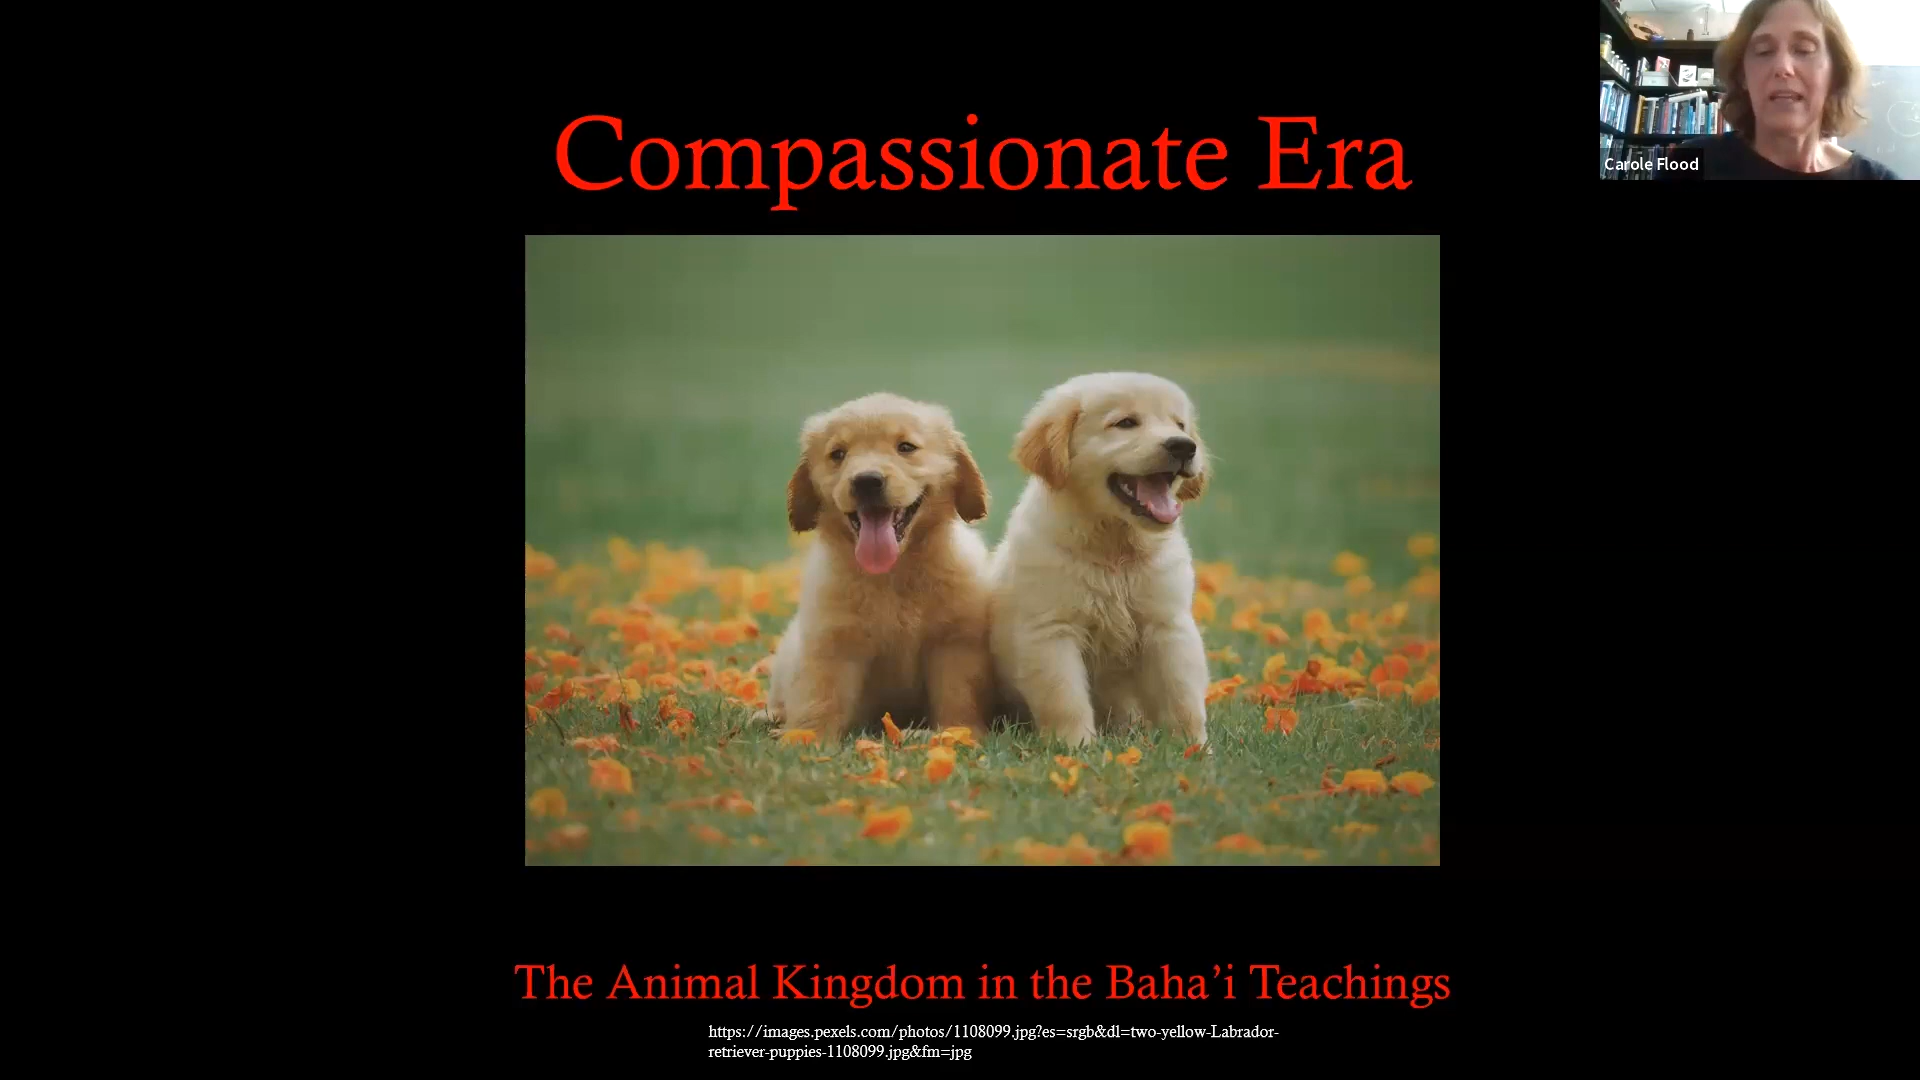 Compassionate Era
Carole Flood
The Animal Kingdom in the Baha’i Teachings
https://images.pexels.com/photos/1108099.jpg?es=srgb&dl=two-yellow-Labrador-
retriever-puppies-1108099.jpg&fm=jpg